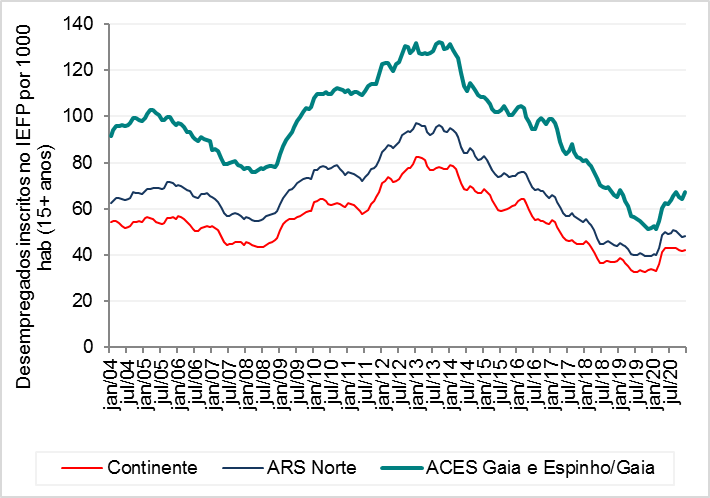 Desempregados inscritos no IEFP por 1000
hab (15+ anos)
140
120
100
80
60
40
20
0
jan/04
jul/04
jan/05
jul/05
jan/06
jul/06
jan/07
jul/07
jan/08
jul/08
jan/09
jul/09
jan/10
jul/10
jan/11
jul/11
jan/12
jul/12
jan/13
jul/13
jan/14
jul/14
jan/15
jul/15
jan/16
jul/16
jan/17
jul/17
jan/18
jul/18
jan/19
jul/19
jan/20
jul/20
Continente
ARS Norte
ACES Gaia e Espinho/Gaia